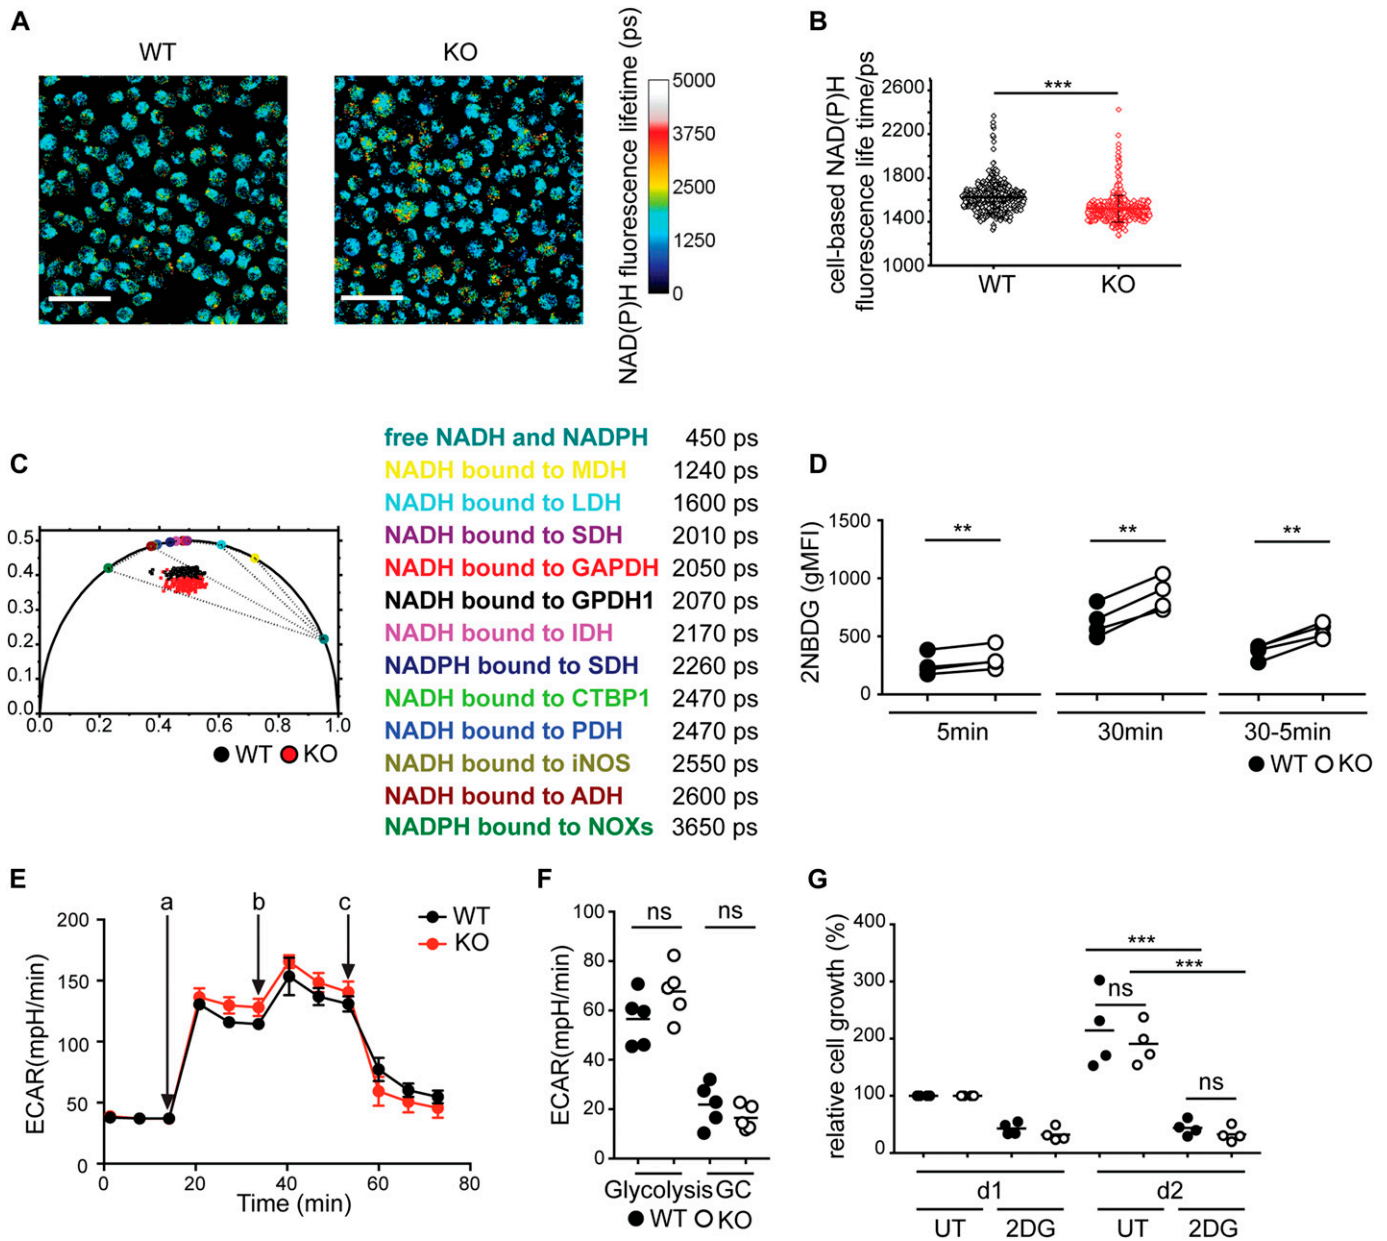 A
WT
KO
NAD(P)H fluorescence lifetime (ps)
5000
3750
2500
1250
0
B
cell-based NAD(P)H
fluorescence life time/ps
2600
2200
1800
1400
1000
***
WT
KO
C
0.5
0.4
0.3
0.2
0.1
0.0
0.0
0.2
0.4
0.6
0.8
1.0
WT KO
free NADH and NADPH 450 ps
NADH bound to MDH 1240 ps
NADH bound to LDH 1600 ps
NADH bound to SDH 2010 ps
NADH bound to GAPDH 2050 ps
NADH bound to GPDH1 2070 ps
NADH bound to IDH 2170 ps
NADPH bound to SDH 2260 ps
NADH bound to CTBP1 2470 ps
NADH bound to PDH 2470 ps
NADH bound to iNOS 2550 ps
NADH bound to ADH 2600 ps
NADPH bound to NOXs 3650 ps
D
2NBDG (gMFI)
1500
1000
500
0
**
**
**
5min
30min
30-5min
WT KO
E
ECAR(mpH/min)
200
150
100
50
0
a
b
c
WT
KO
0
20
40
60
80
Time (min)
F
ECAR(mpH/min)
100
80
60
40
20
0
ns
ns
Glycolysis GC
WT KO
G
relative cell growth (%)
400
300
200
100
0
***
***
ns
ns
d1
d2
UT
2DG
UT
2DG